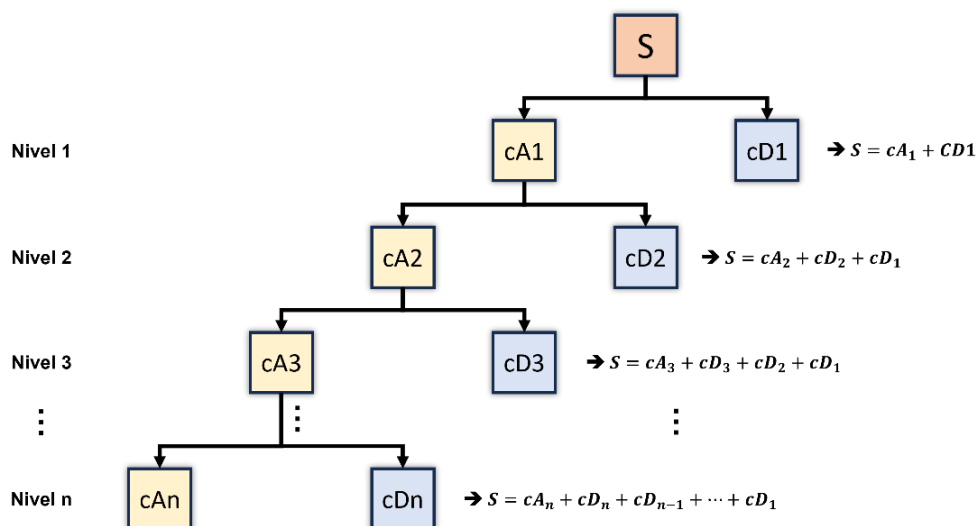 S
Nivel 1 cA1 cD1 ➔ S = cA₁ + CD1
Nivel 2 cA2 cD2 ➔ S = cA₂ + cD₂ + cD₁
Nivel 3 cA3 cD3 ➔ S = cA₃ + cD₃ + cD₂ + cD₁
⋮ ⋮ ⋮
Nivel n cAn cDn ➔ S = cAₙ + cDₙ + cDₙ₋₁ + ⋯ + cD₁